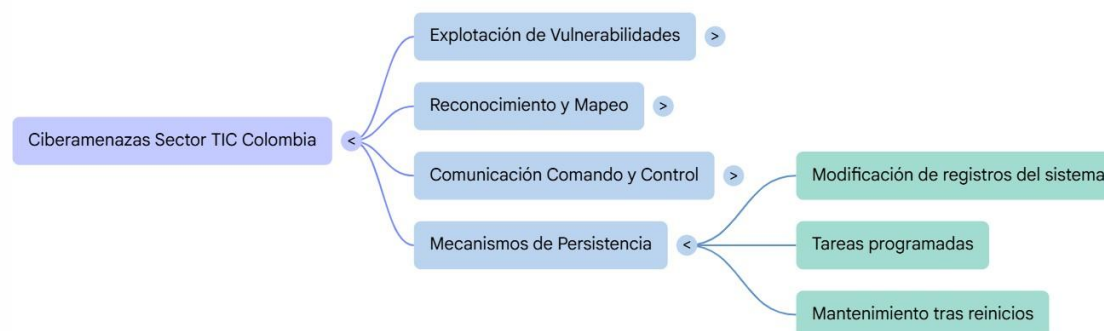 Ciberamenazas Sector TIC Colombia
<
Explotación de Vulnerabilidades
>
Reconocimiento y Mapeo
>
Comunicación Comando y Control
>
Mecanismos de Persistencia
<
Modificación de registros del sistema
Tareas programadas
Mantenimiento tras reinicios